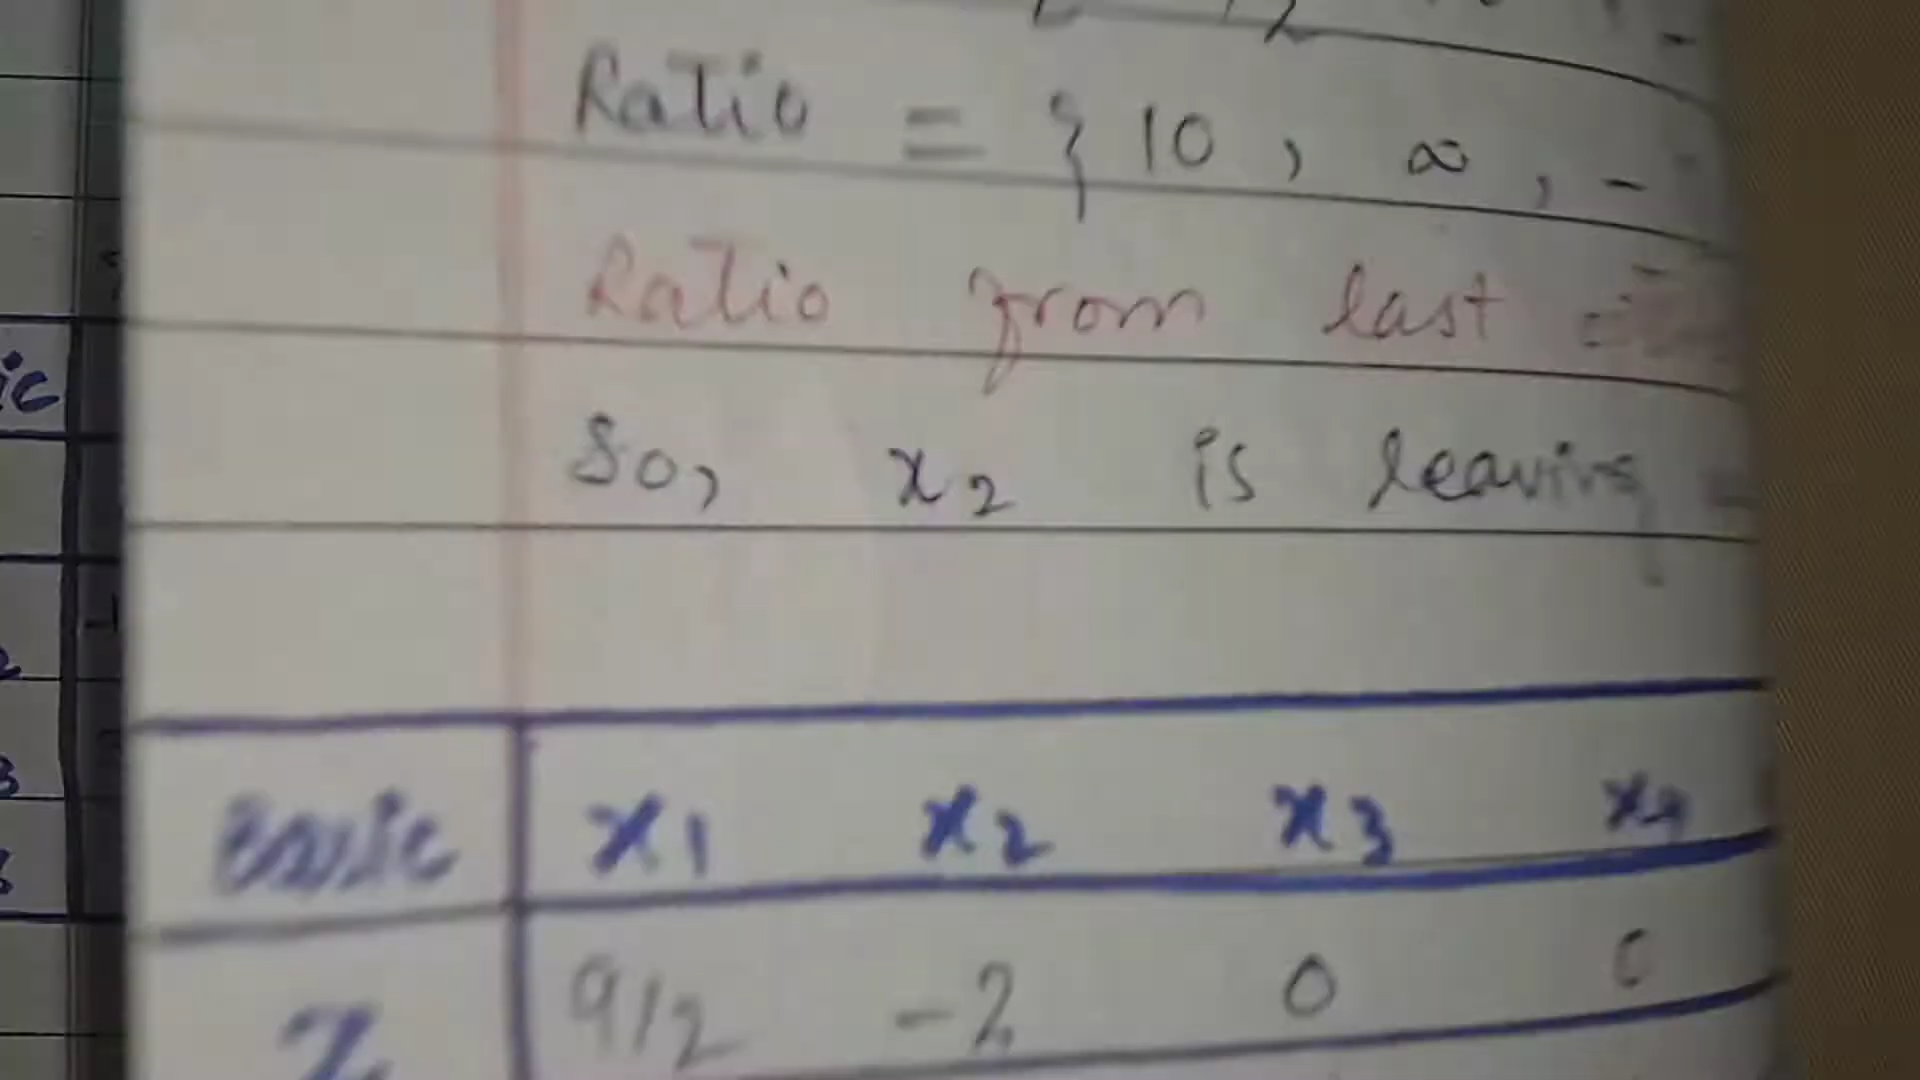 Ratio = { 10 , ∞ , -
Ratio from last
So, x2 is leaving
Basic x1 x2 x3 x4
Z 9/2 -2 0 0